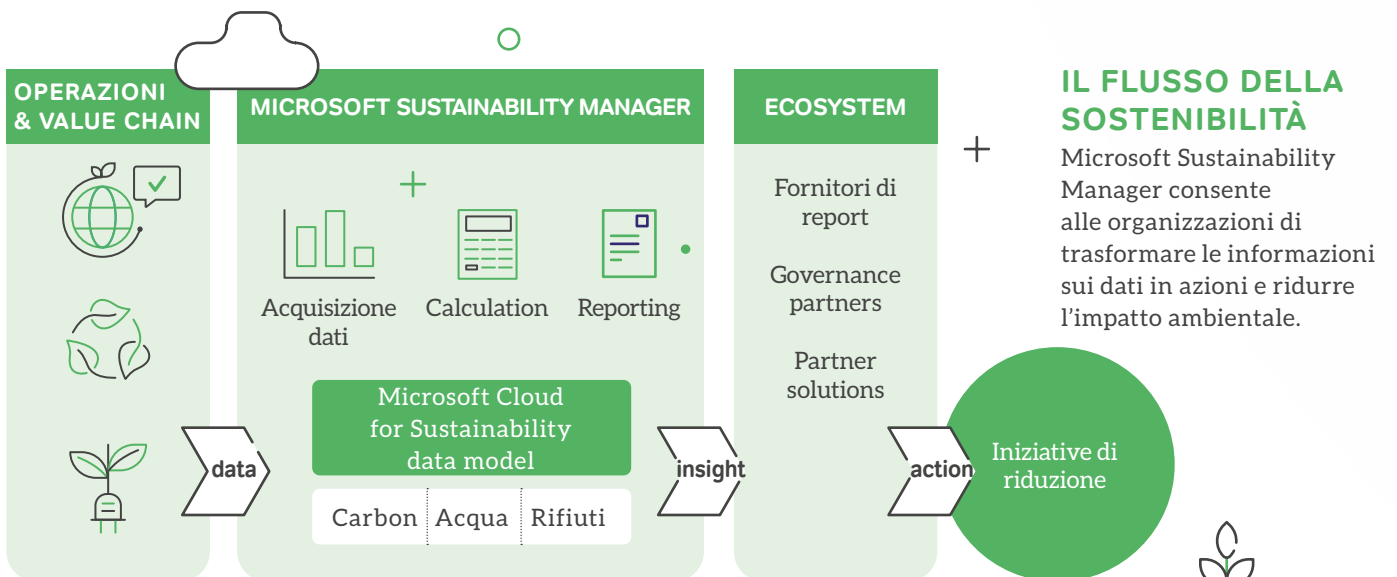 OPERAZIONI
& VALUE CHAIN
MICROSOFT SUSTAINABILITY MANAGER
Acquisizione
dati
Calculation
Reporting
Microsoft Cloud
for Sustainability
data model
Carbon
Acqua
Rifiuti
data
insight
ECOSYSTEM
Fornitori di
report
Governance
partners
Partner
solutions
action
Iniziative di
riduzione
IL FLUSSO DELLA
SOSTENIBILITÀ
Microsoft Sustainability
Manager consente
alle organizzazioni di
trasformare le informazioni
sui dati in azioni e ridurre
l’impatto ambientale.